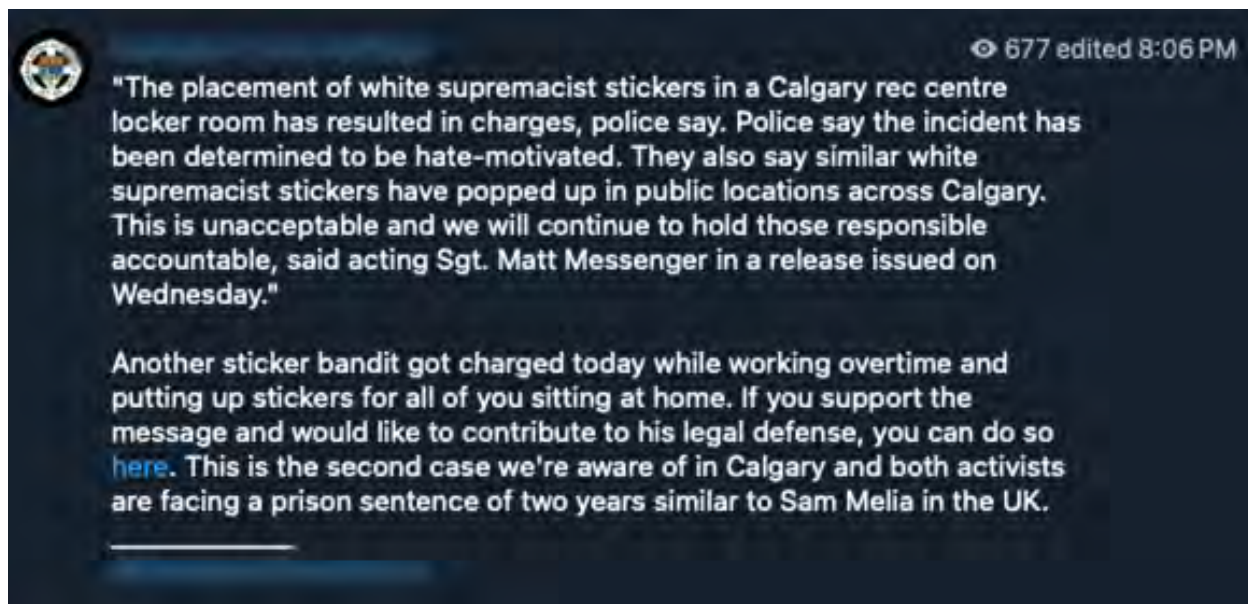 677 edited 8:06 PM
"The placement of white supremacist stickers in a Calgary rec centre
locker room has resulted in charges, police say. Police say the incident has
been determined to be hate-motivated. They also say similar white
supremacist stickers have popped up in public locations across Calgary.
This is unacceptable and we will continue to hold those responsible
accountable, said acting Sgt. Matt Messenger in a release issued on
Wednesday."
Another sticker bandit got charged today while working overtime and
putting up stickers for all of you sitting at home. If you support the
message and would like to contribute to his legal defense, you can do so
here. This is the second case we're aware of in Calgary and both activists
are facing a prison sentence of two years similar to Sam Melia in the UK.